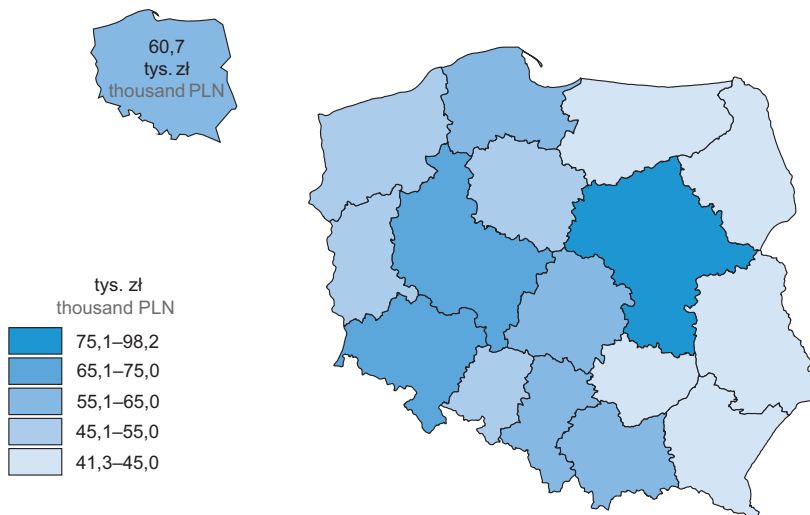 60,7
tys. zł
thousand PLN
tys. zł
thousand PLN
75,1–98,2
65,1–75,0
55,1–65,0
45,1–55,0
41,3–45,0